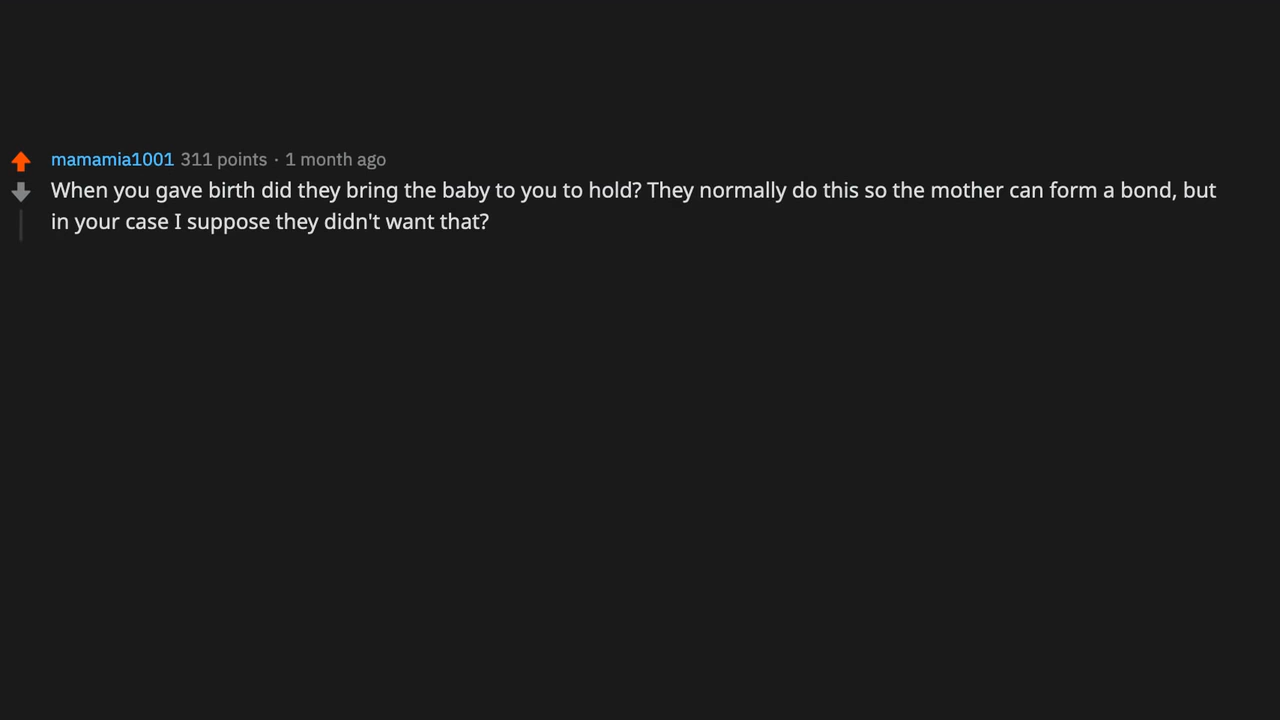 mamamia1001 311 points · 1 month ago
When you gave birth did they bring the baby to you to hold? They normally do this so the mother can form a bond, but
in your case I suppose they didn't want that?